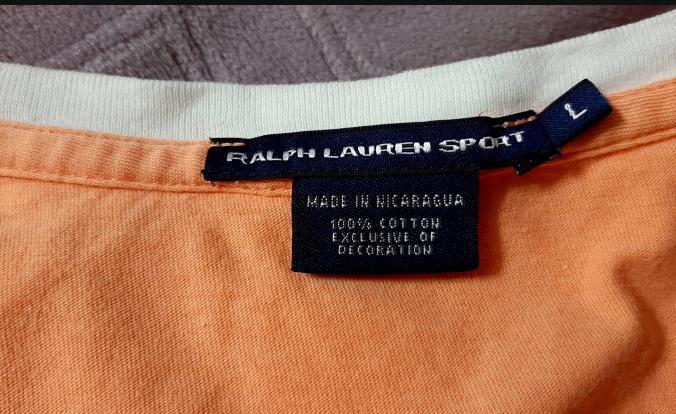 RALPH LAUREN SPORT
L
MADE IN NICARAGUA
100% COTTON
EXCLUSIVE OF
DECORATION